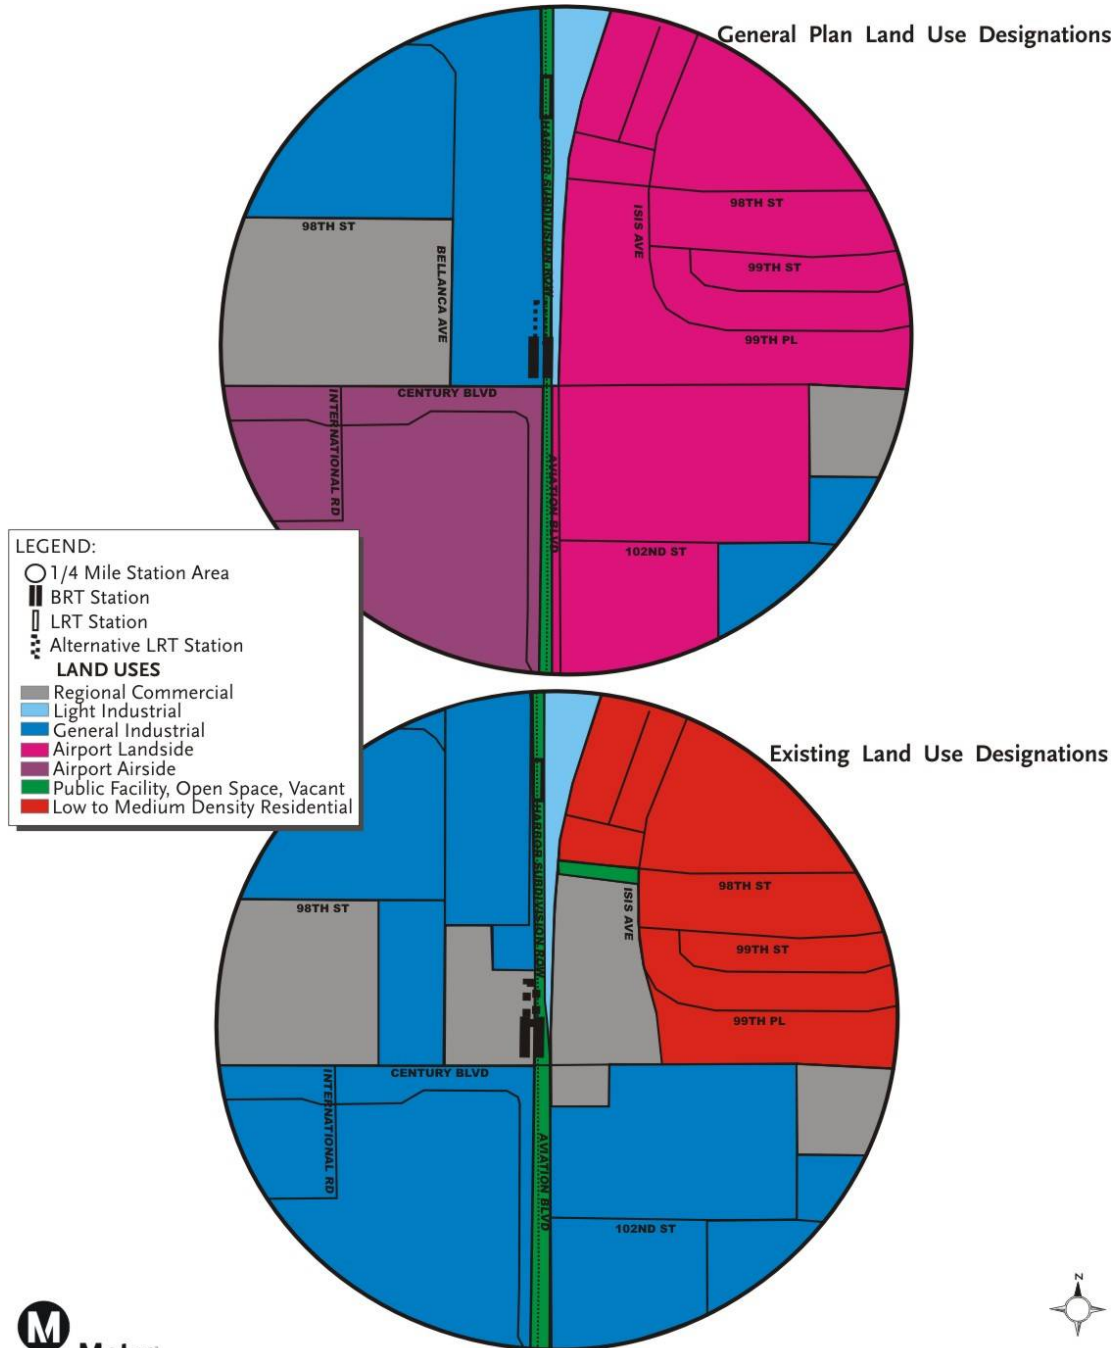 General Plan Land Use Designations
HARBOR SUBDIVISION ROW
98TH ST
98TH ST
ISIS AVE
BELLANCA AVE
99TH ST
99TH PL
CENTURY BLVD
INTERNATIONAL RD
AVIATION BLVD
102ND ST
LEGEND:
1/4 Mile Station Area
BRT Station
LRT Station
Alternative LRT Station
LAND USES
Regional Commercial
Light Industrial
General Industrial
Airport Landside
Airport Airside
Public Facility, Open Space, Vacant
Low to Medium Density Residential
Existing Land Use Designations
HARBOR SUBDIVISION ROW
98TH ST
98TH ST
ISIS AVE
99TH ST
99TH PL
CENTURY BLVD
INTERNATIONAL RD
AVIATION BLVD
102ND ST
N
M
Metro